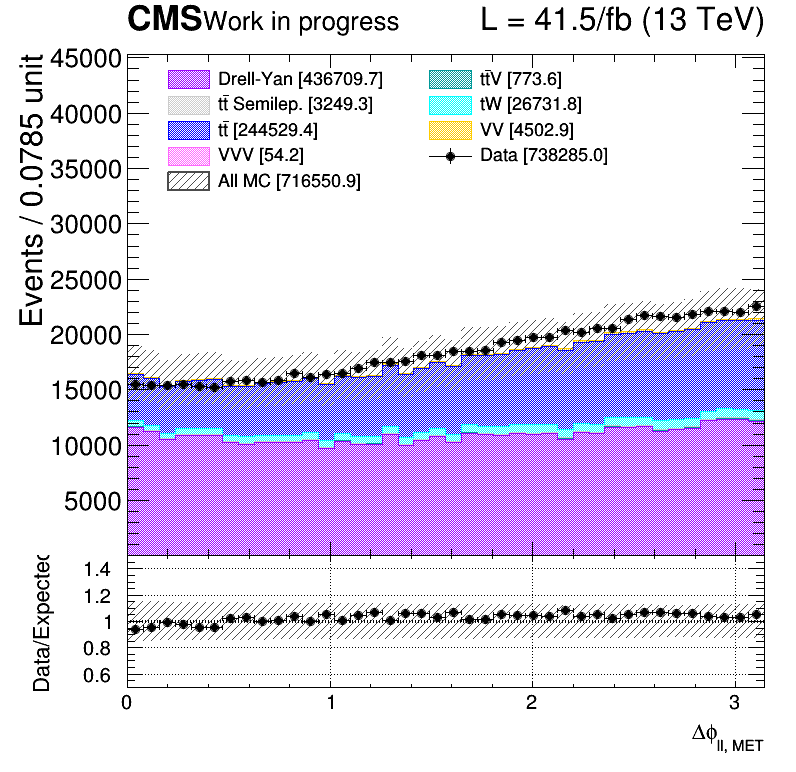 CMS Work in progress L = 41.5/fb (13 TeV)
Events / 0.0785 unit
45000
40000
35000
30000
25000
20000
15000
10000
5000
Drell-Yan [436709.7]
tt̄ Semilep. [3249.3]
tt̄ [244529.4]
VVV [54.2]
All MC [716550.9]
tt̄V [773.6]
tW [26731.8]
VV [4502.9]
Data [738285.0]
Data/Expected
1.4
1.2
1
0.8
0.6
0 1 2 3
Δϕll, MET